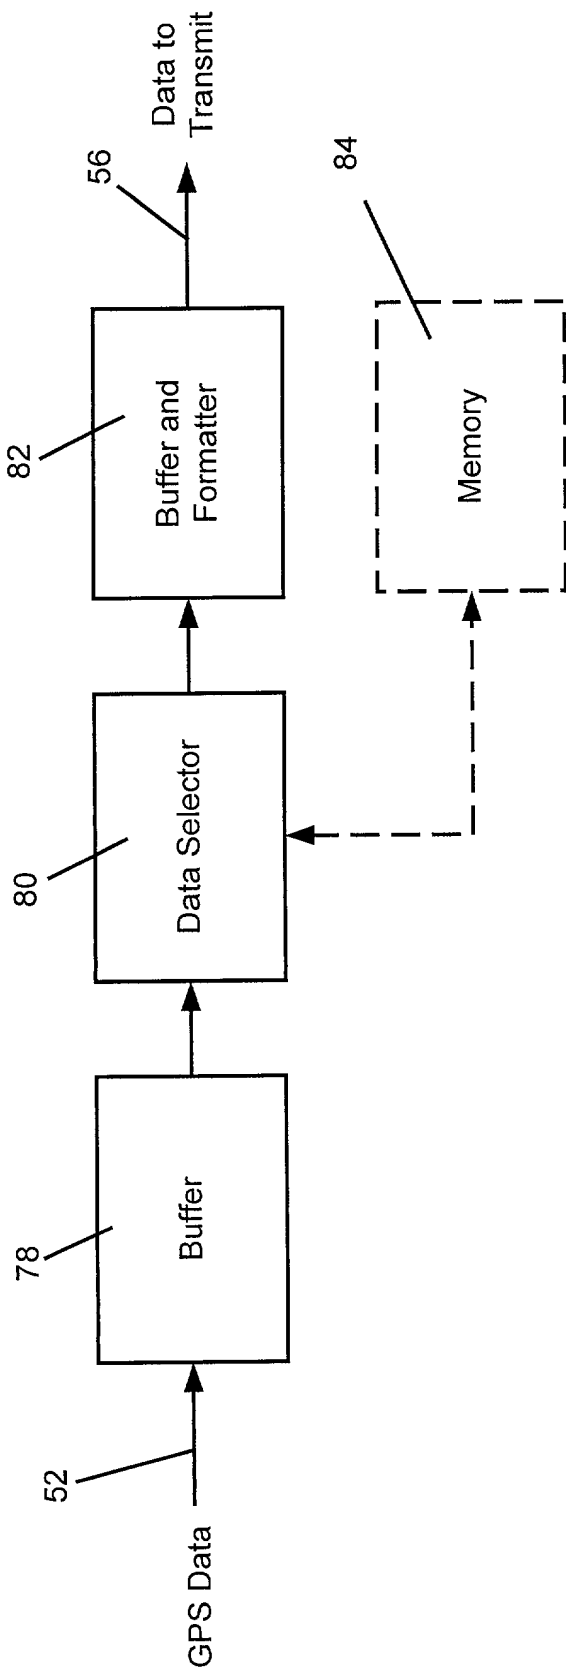 GPS Data
52
78
Buffer
80
Data Selector
82
Buffer and
Formatter
56
Data to
Transmit
84
Memory